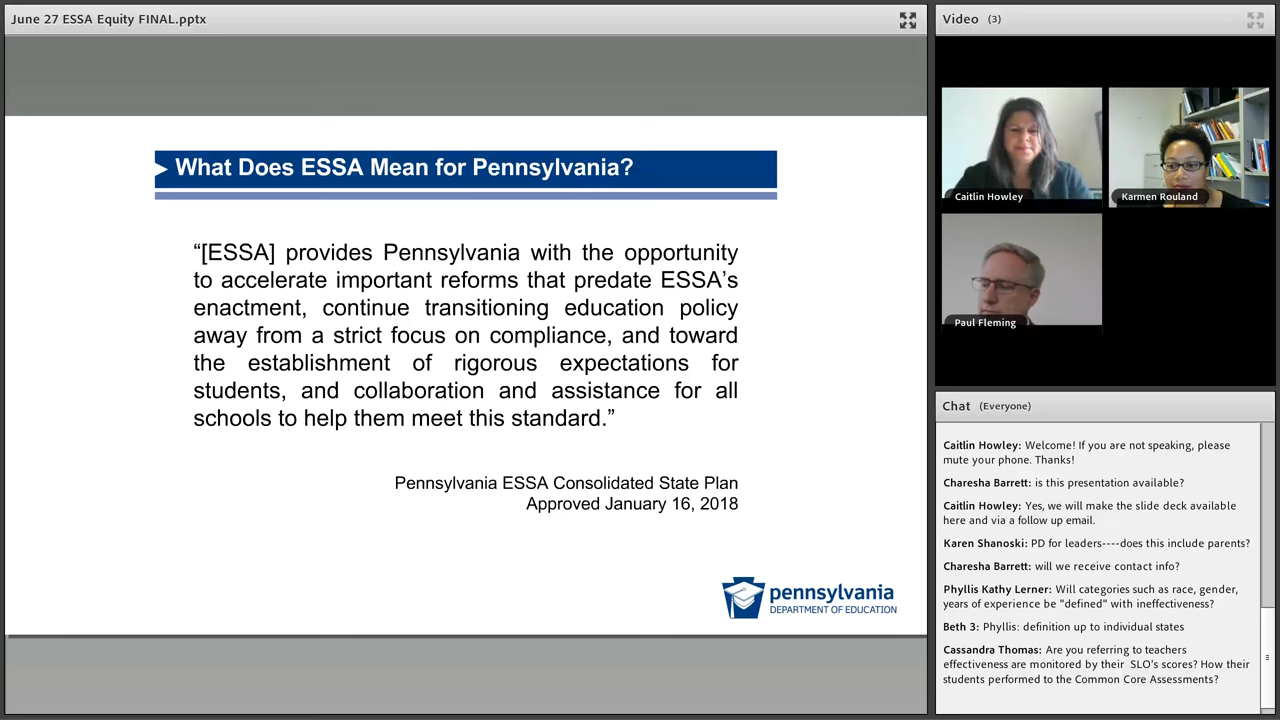 June 27 ESSA Equity FINAL.pptx
What Does ESSA Mean for Pennsylvania?
“[ESSA] provides Pennsylvania with the opportunity
to accelerate important reforms that predate ESSA’s
enactment, continue transitioning education policy
away from a strict focus on compliance, and toward
the establishment of rigorous expectations for
students, and collaboration and assistance for all
schools to help them meet this standard.”
Pennsylvania ESSA Consolidated State Plan
Approved January 16, 2018
pennsylvania
DEPARTMENT OF EDUCATION
Video (3)
Caitlin Howley
Karmen Rouland
Paul Fleming
Chat (Everyone)
Caitlin Howley: Welcome! If you are not speaking, please
mute your phone. Thanks!
Charesha Barrett: is this presentation available?
Caitlin Howley: Yes, we will make the slide deck available
here and via a follow up email.
Karen Shanoski: PD for leaders----does this include parents?
Charesha Barrett: will we receive contact info?
Phyllis Kathy Lerner: Will categories such as race, gender,
years of experience be "defined" with ineffectiveness?
Beth 3: Phyllis: definition up to individual states
Cassandra Thomas: Are you referring to teachers
effectiveness are monitored by their SLO's scores? How their
students performed to the Common Core Assessments?